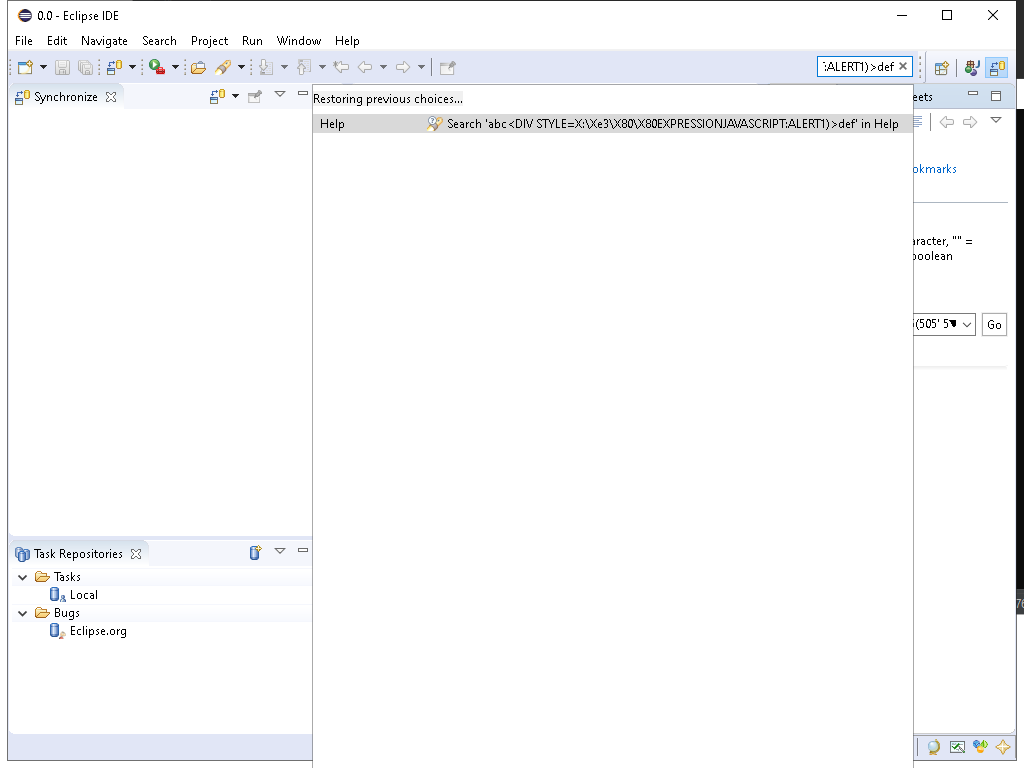 0.0 - Eclipse IDE
File Edit Navigate Search Project Run Window Help
:ALERT1)>def
Synchronize
eets
Restoring previous choices...
Help Search 'abc<DIV STYLE=X:\Xe3\X80\X80EXPRESSIONJAVASCRIPT:ALERT1)>def' in Help
okmarks
aracter, "" =
boolean
(505' 5 Go
Task Repositories
Tasks
Local
Bugs
Eclipse.org
76